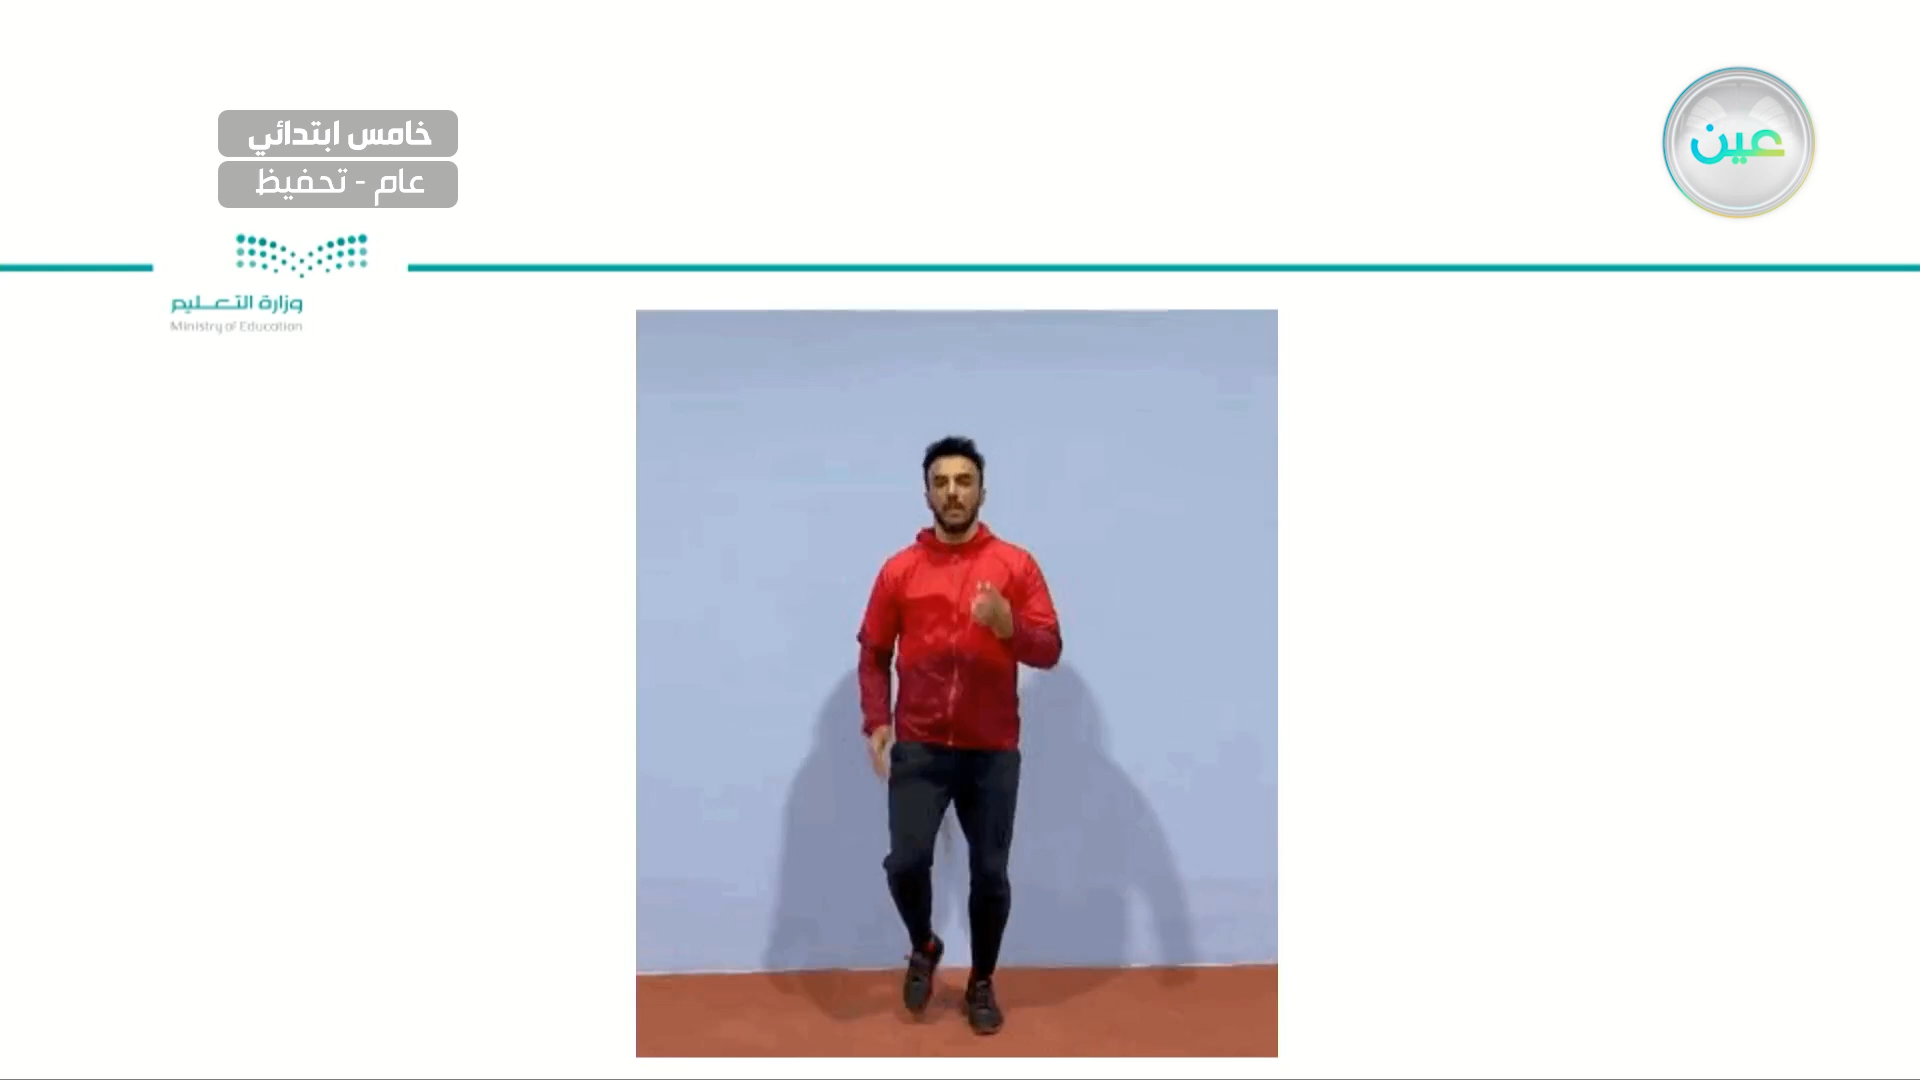 عين
خامس ابتدائي
عام - تحفيظ
وزارة التعليم
Ministry of Education